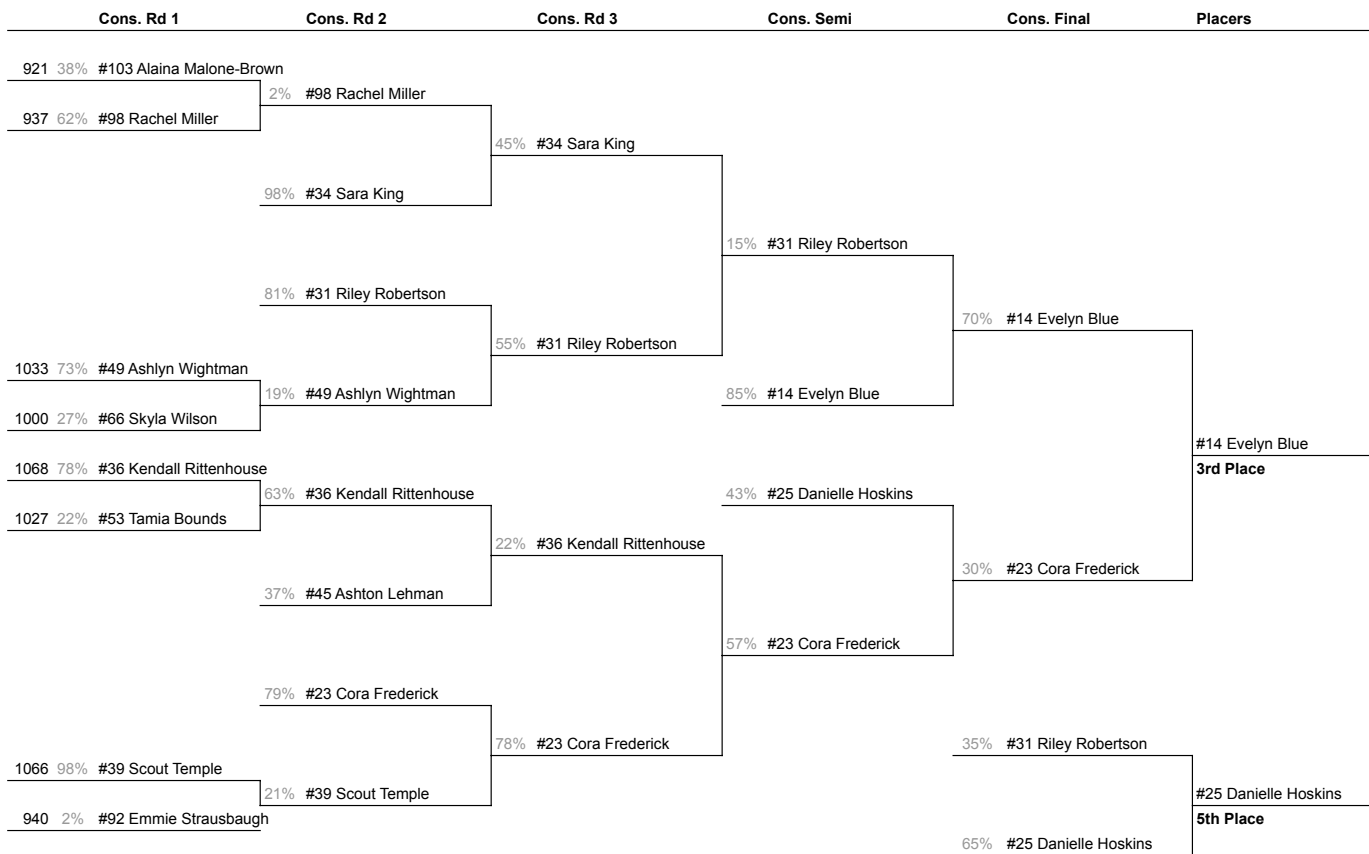 Cons. Rd 1 Cons. Rd 2 Cons. Rd 3 Cons. Semi Cons. Final Placers
921 38% #103 Alaina Malone-Brown
2% #98 Rachel Miller
937 62% #98 Rachel Miller
45% #34 Sara King
98% #34 Sara King
15% #31 Riley Robertson
81% #31 Riley Robertson
70% #14 Evelyn Blue
55% #31 Riley Robertson
1033 73% #49 Ashlyn Wightman
19% #49 Ashlyn Wightman 85% #14 Evelyn Blue
1000 27% #66 Skyla Wilson
#14 Evelyn Blue
1068 78% #36 Kendall Rittenhouse 3rd Place
63% #36 Kendall Rittenhouse 43% #25 Danielle Hoskins
1027 22% #53 Tamia Bounds
22% #36 Kendall Rittenhouse
30% #23 Cora Frederick
37% #45 Ashton Lehman
57% #23 Cora Frederick
79% #23 Cora Frederick
78% #23 Cora Frederick 35% #31 Riley Robertson
1066 98% #39 Scout Temple
21% #39 Scout Temple #25 Danielle Hoskins
940 2% #92 Emmie Strausbaugh 5th Place
65% #25 Danielle Hoskins